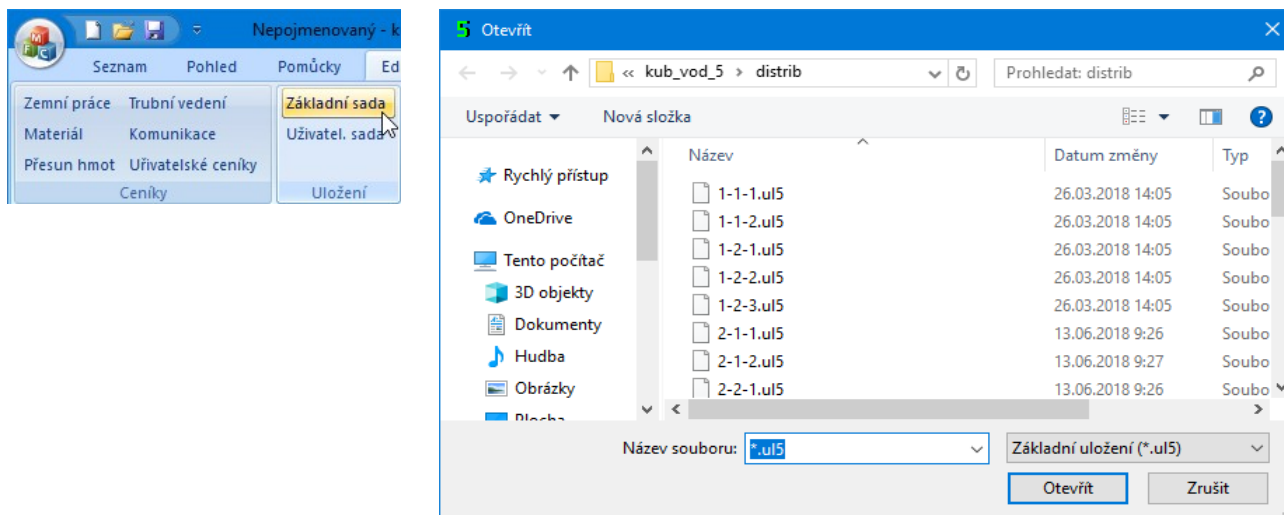 Nepojmenovaný - k
Seznam Pohled Pomůcky Ed
Zemní práce Trubní vedení Základní sada
Materiál Komunikace Uživatel. sada
Přesun hmot Uřivatelské ceníky
Ceníky Uložení
5 Otevřít
« kub_vod_5 › distrib Prohledat: distrib
Uspořádat Nová složka
Název Datum změny Typ
Rychlý přístup
OneDrive
Tento počítač
3D objekty
Dokumenty
Hudba
Obrázky
Plocha
1-1-1.ul5 26.03.2018 14:05 Soubo
1-1-2.ul5 26.03.2018 14:05 Soubo
1-2-1.ul5 26.03.2018 14:05 Soubo
1-2-2.ul5 26.03.2018 14:05 Soubo
1-2-3.ul5 26.03.2018 14:05 Soubo
2-1-1.ul5 13.06.2018 9:26 Soubo
2-1-2.ul5 13.06.2018 9:27 Soubo
2-2-1.ul5 13.06.2018 9:26 Soubo
Název souboru: *.ul5 Základní uložení (*.ul5)
Otevřít Zrušit